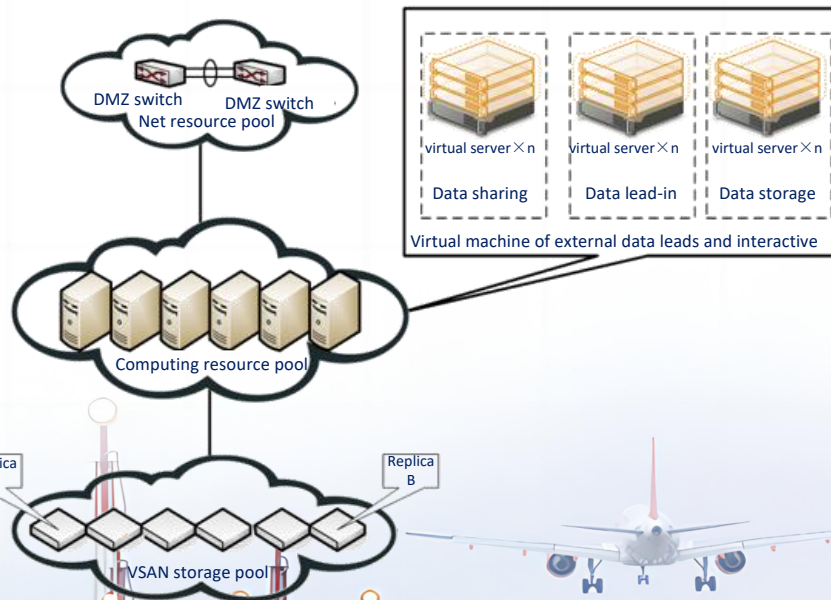 DMZ switch
DMZ switch
Net resource pool
virtual server×n
virtual server×n
virtual server×n
Data sharing
Data lead-in
Data storage
Virtual machine of external data leads and interactive
Computing resource pool
Replica
B
VSAN storage pool